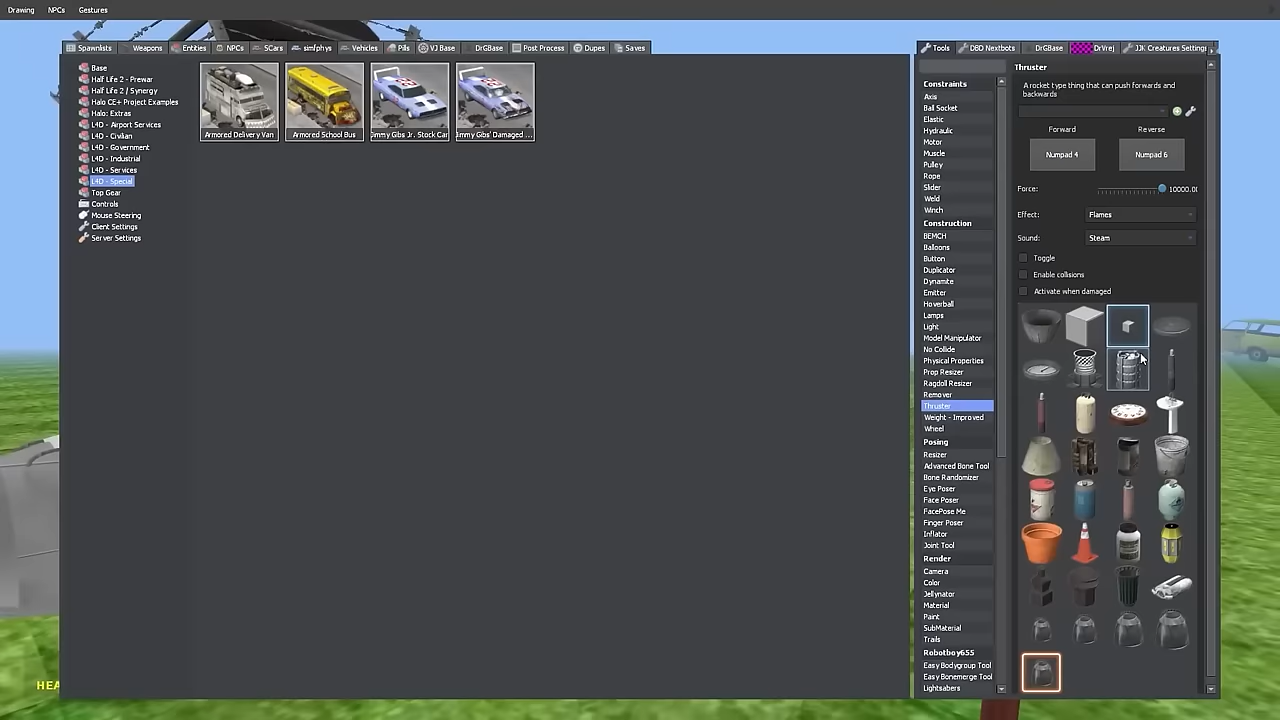 Drawing NPCs Gestures
Spawnlists Weapons Entities NPCs SCars simfphys Vehicles Pills VJ Base DrGBase Post Process Dupes Saves
Base
Half Life 2 - Prewar
Half Life 2 / Synergy
Halo CE+ Project Examples
Halo: Extras
L4D - Airport Services
L4D - Civilian
L4D - Government
L4D - Industrial
L4D - Services
L4D - Special
Top Gear
Controls
Mouse Steering
Client Settings
Server Settings
Armored Delivery Van
Armored School Bus
Jimmy Gibs Jr. Stock Car
Jimmy Gibs' Damaged ...
Tools DBD Nextbots DrGBase DrVrej JJK Creatures Settings
Constraints
Axis
Ball Socket
Elastic
Hydraulic
Motor
Muscle
Pulley
Rope
Slider
Weld
Winch
Construction
BEMCH
Baloons
Button
Duplicator
Dynamite
Emitter
Hoverball
Lamps
Light
Model Manipulator
No Collide
Physical Properties
Prop Resizer
Ragdoll Resizer
Remover
Thruster
Weight - Improved
Wheel
Posing
Resizer
Advanced Bone Tool
Bone Randomizer
Eye Poser
Face Poser
FacePose Me
Finger Poser
Inflator
Joint Tool
Render
Camera
Color
Jellynator
Material
Paint
SubMaterial
Trails
Robotboy655
Easy Bodygroup Tool
Easy Bonemerge Tool
Lightsabers
Thruster
A rocket type thing that can push forwards and
backwards
Forward Reverse
Numpad 4 Numpad 6
Force: 10000.00
Effect: Flames
Sound: Steam
Toggle
Enable collisions
Activate when damaged
HEA